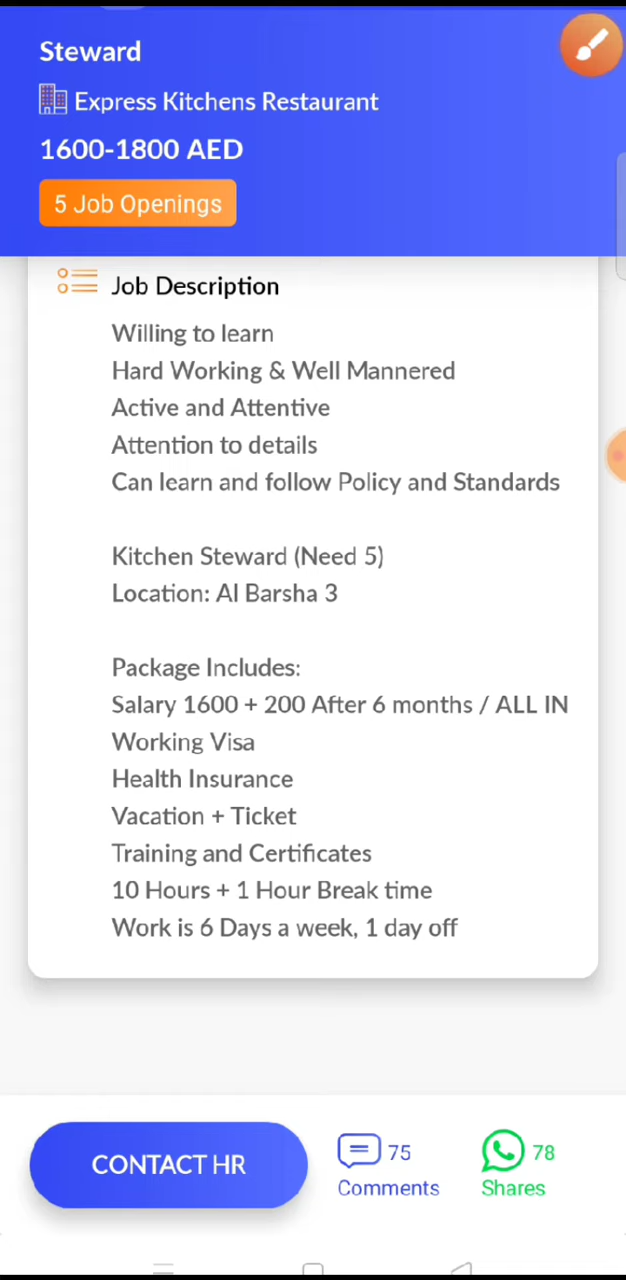 Steward
Express Kitchens Restaurant
1600-1800 AED
5 Job Openings
Job Description
Willing to learn
Hard Working & Well Mannered
Active and Attentive
Attention to details
Can learn and follow Policy and Standards
Kitchen Steward (Need 5)
Location: Al Barsha 3
Package Includes:
Salary 1600 + 200 After 6 months / ALL IN
Working Visa
Health Insurance
Vacation + Ticket
Training and Certificates
10 Hours + 1 Hour Break time
Work is 6 Days a week, 1 day off
CONTACT HR
75
Comments
78
Shares